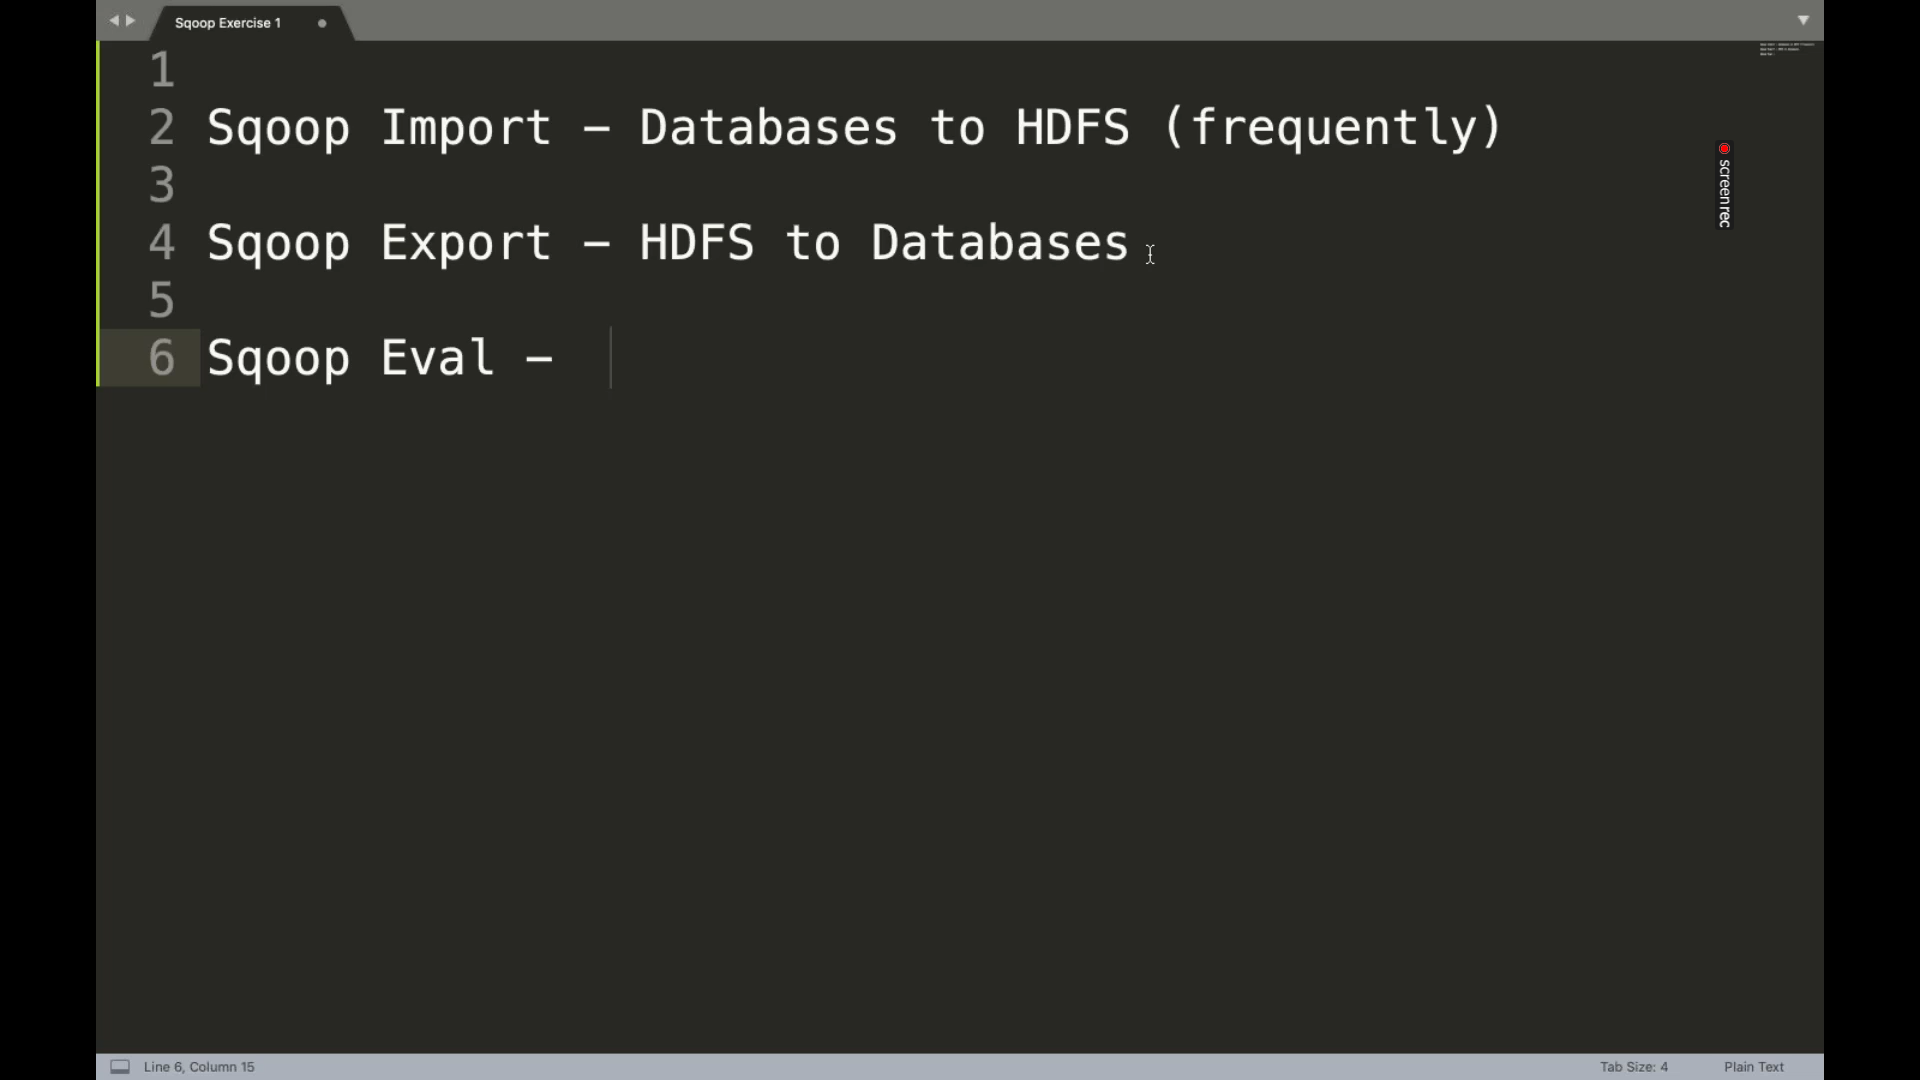 Sqoop Exercise 1
1
2 Sqoop Import - Databases to HDFS (frequently)
3
4 Sqoop Export - HDFS to Databases
5
6 Sqoop Eval -
screenrec
Line 6, Column 15
Tab Size: 4
Plain Text